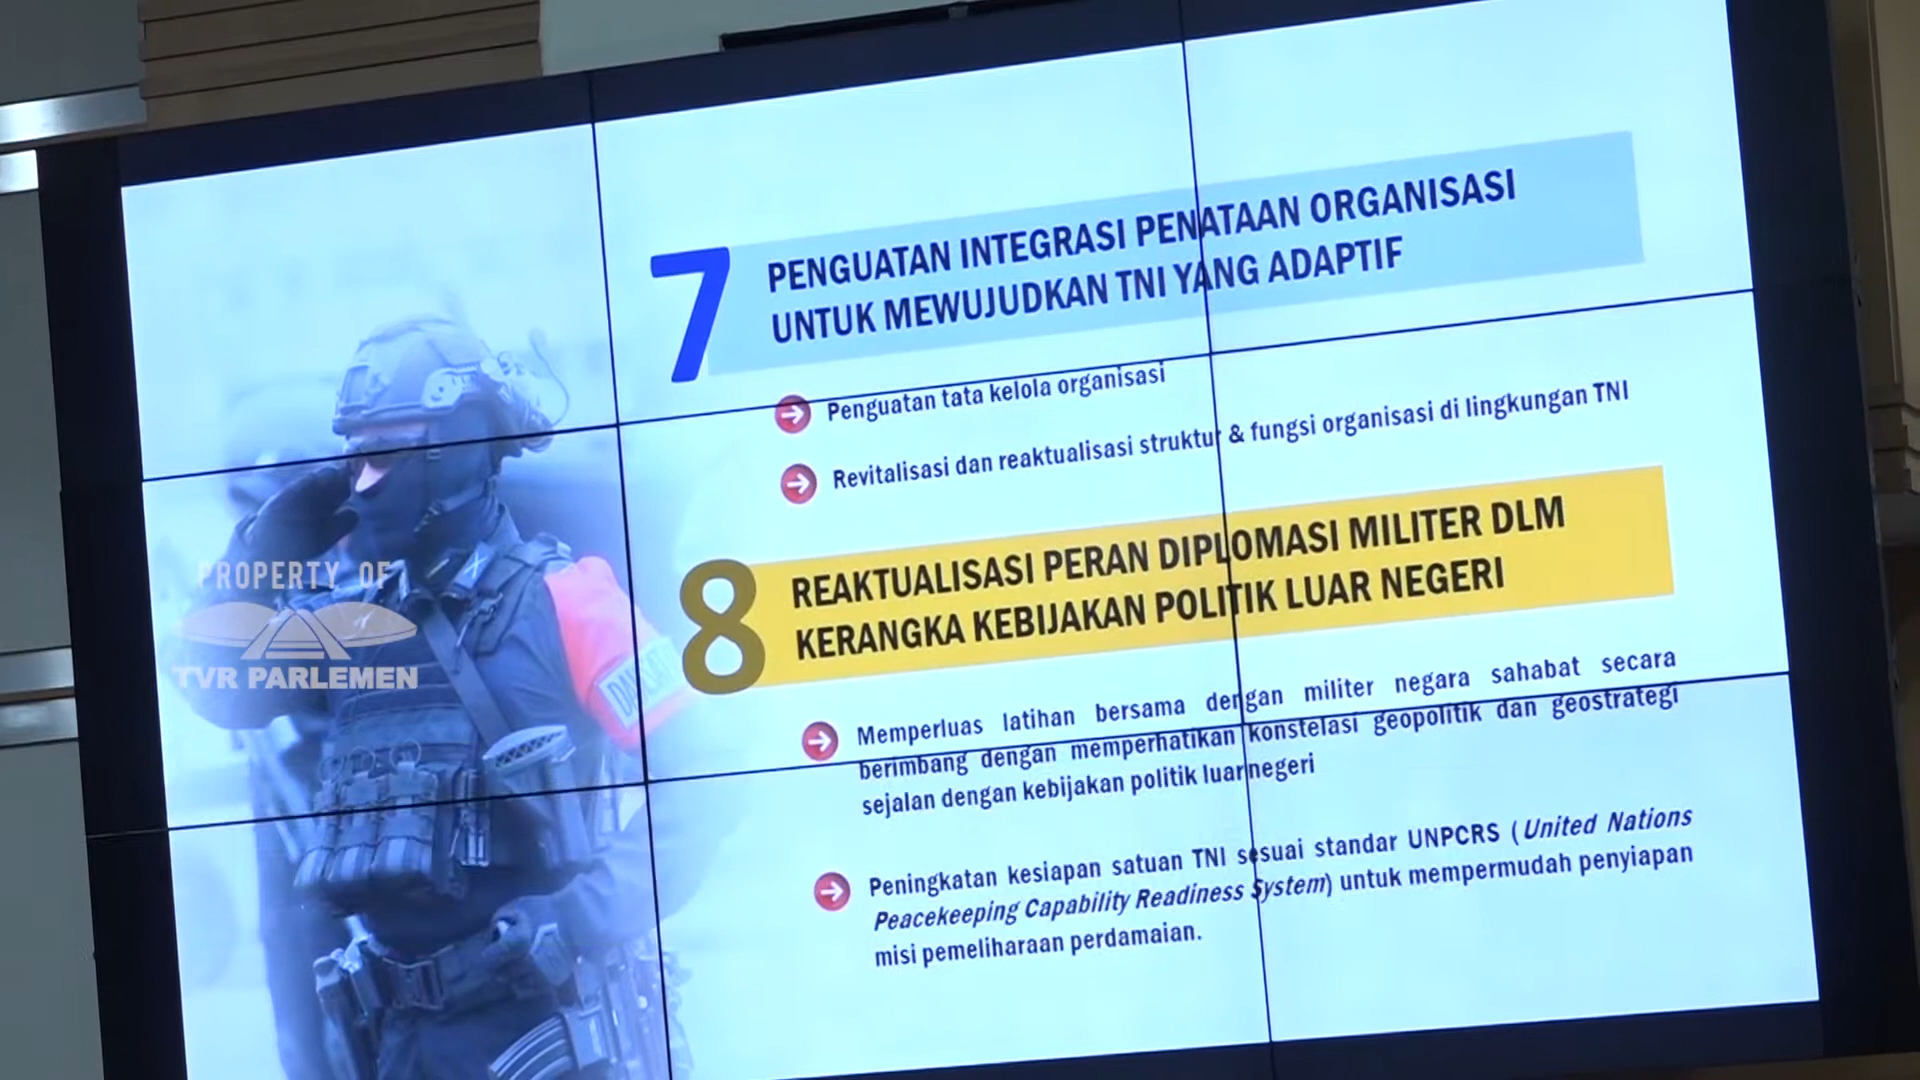 7
PENGUATAN INTEGRASI PENATAAN ORGANISASI
UNTUK MEWUJUDKAN TNI YANG ADAPTIF
Penguatan tata kelola organisasi
Revitalisasi dan reaktualisasi struktur & fungsi organisasi di lingkungan TNI
8
REAKTUALISASI PERAN DIPLOMASI MILITER DLM
KERANGKA KEBIJAKAN POLITIK LUAR NEGERI
Memperluas latihan bersama dengan militer negara sahabat secara
berimbang dengan memperhatikan konstelasi geopolitik dan geostrategi
sejalan dengan kebijakan politik luar negeri
Peningkatan kesiapan satuan TNI sesuai standar UNPCRS (United Nations
Peacekeeping Capability Readiness System) untuk mempermudah penyiapan
misi pemeliharaan perdamaian.
PROPERTY OF
TVR PARLEMEN